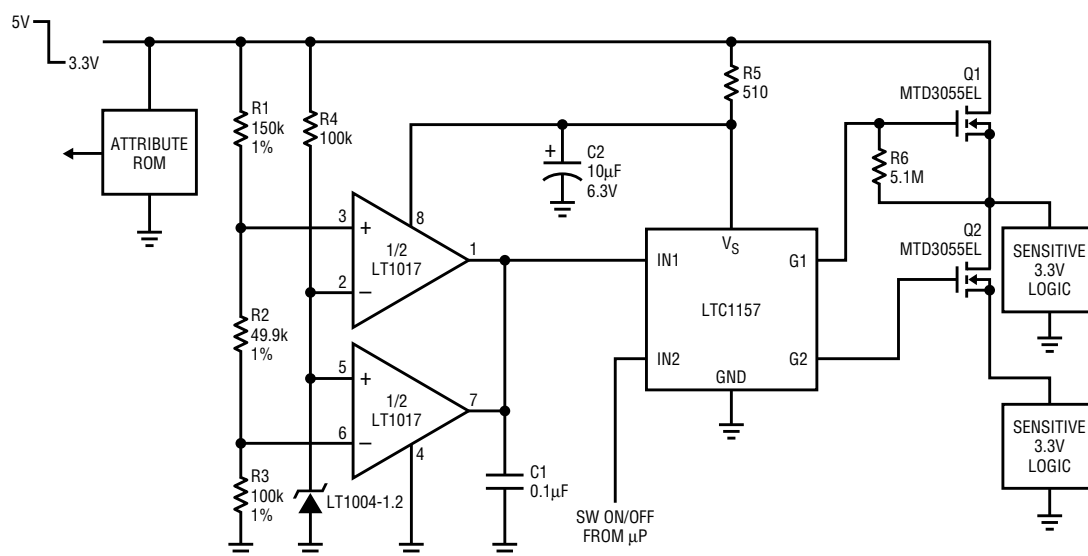 5V
3.3V
ATTRIBUTE
ROM
R1
150k
1%
R4
100k
R2
49.9k
1%
R3
100k
1%
LT1004-1.2
3
+
2
−
8
1/2
LT1017
1
5
+
6
−
4
1/2
LT1017
7
+
C2
10µF
6.3V
R5
510
C1
0.1µF
IN1
VS
G1
LTC1157
IN2
G2
GND
SW ON/OFF
FROM µP
Q1
MTD3055EL
R6
5.1M
Q2
MTD3055EL
SENSITIVE
3.3V
LOGIC
SENSITIVE
3.3V
LOGIC